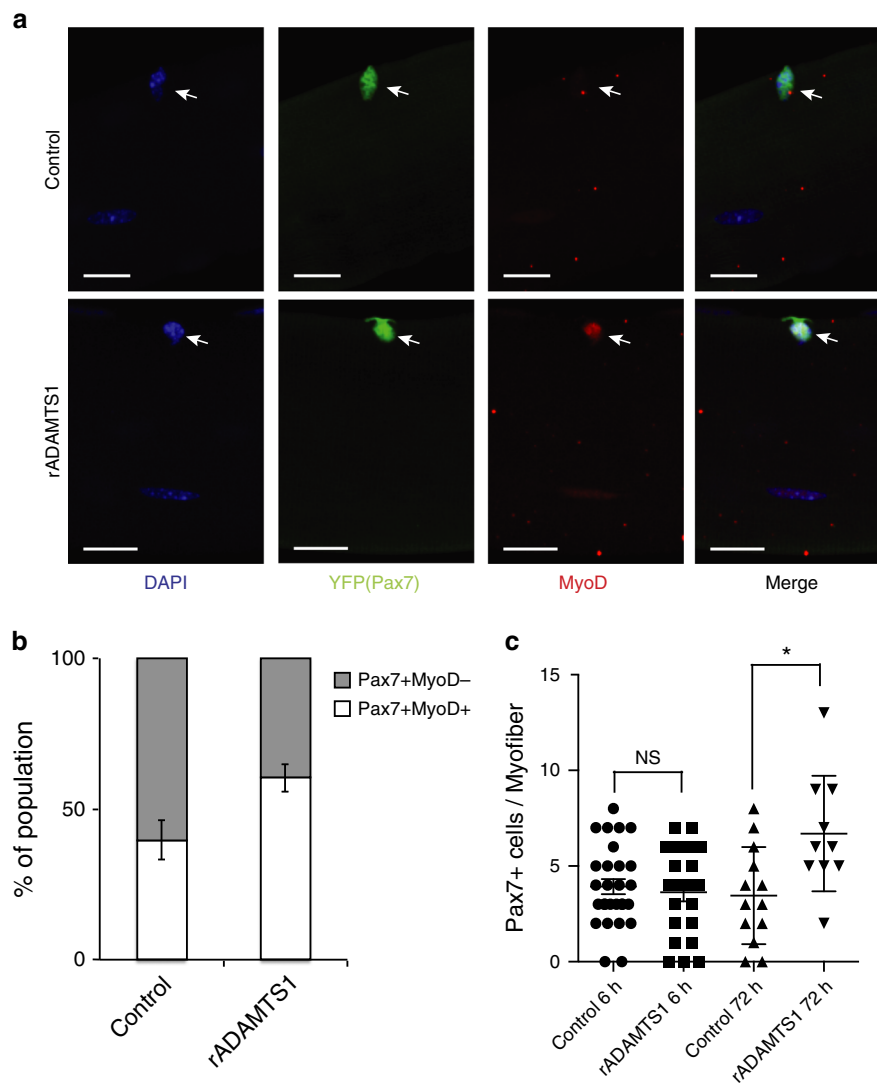 a
Control
rADAMTS1
DAPI
YFP(Pax7)
MyoD
Merge
b
% of population
100
50
0
Control
rADAMTS1
Pax7+MyoD–
Pax7+MyoD+
c
Pax7+ cells / Myofiber
15
10
5
0
NS
*
Control 6 h
rADAMTS1 6 h
Control 72 h
rADAMTS1 72 h